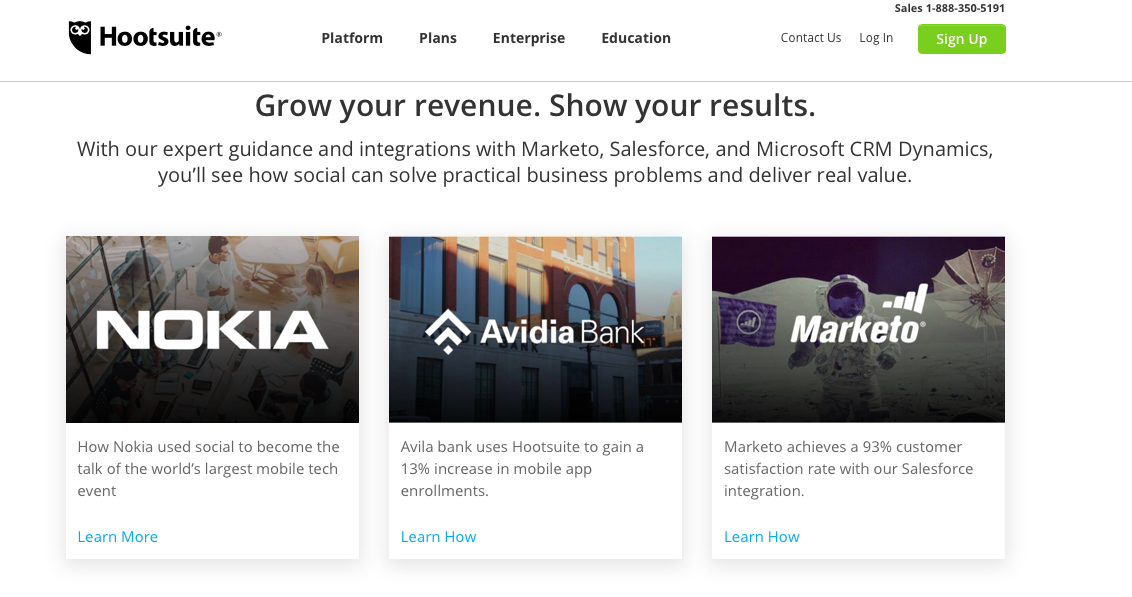 Sales 1-888-350-5191
Hootsuite®
Platform Plans Enterprise Education
Contact Us Log In Sign Up
Grow your revenue. Show your results.
With our expert guidance and integrations with Marketo, Salesforce, and Microsoft CRM Dynamics,
you’ll see how social can solve practical business problems and deliver real value.
NOKIA
How Nokia used social to become the
talk of the world’s largest mobile tech
event
Learn More
Avidia Bank
Avila bank uses Hootsuite to gain a
13% increase in mobile app
enrollments.
Learn How
Marketo®
Marketo achieves a 93% customer
satisfaction rate with our Salesforce
integration.
Learn How